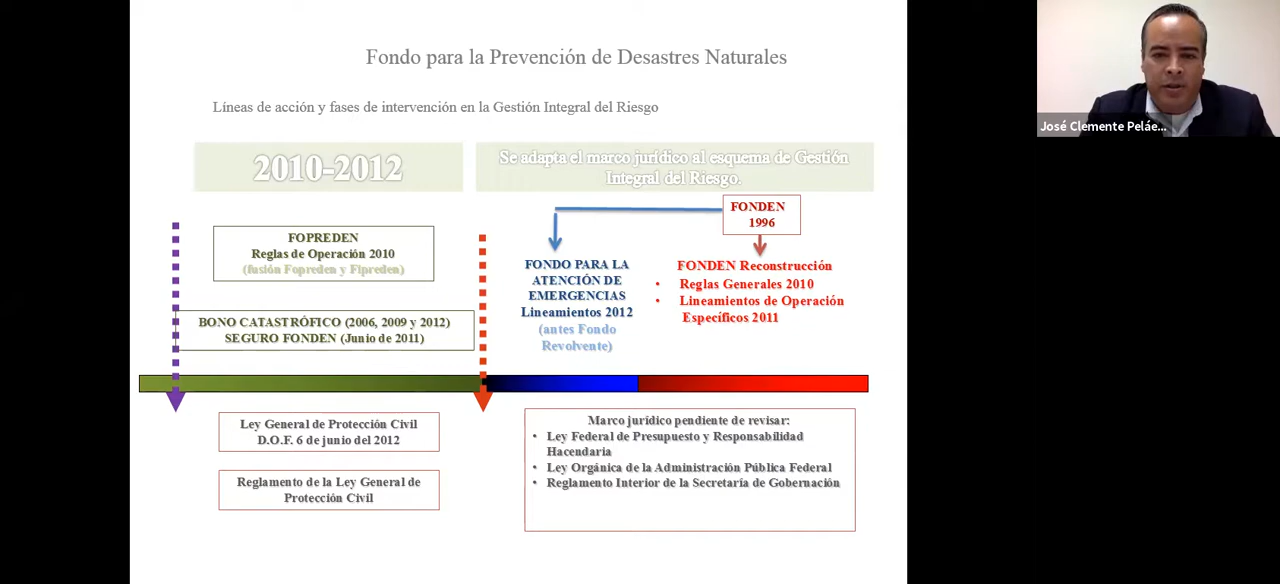 Fondo para la Prevención de Desastres Naturales
Líneas de acción y fases de intervención en la Gestión Integral del Riesgo
2010-2012
Se adapta el marco jurídico al esquema de Gestión
Integral del Riesgo.
FOPREDEN
Reglas de Operación 2010
(fusión Fopreden y Fipreden)
BONO CATASTRÓFICO (2006, 2009 y 2012)
SEGURO FONDEN (Junio de 2011)
FONDEN
1996
FONDO PARA LA
ATENCIÓN DE
EMERGENCIAS
Lineamientos 2012
(antes Fondo
Revolvente)
FONDEN Reconstrucción
• Reglas Generales 2010
• Lineamientos de Operación
Específicos 2011
Ley General de Protección Civil
D.O.F. 6 de junio del 2012
Reglamento de la Ley General de
Protección Civil
Marco jurídico pendiente de revisar:
• Ley Federal de Presupuesto y Responsabilidad
Hacendaria
• Ley Orgánica de la Administración Pública Federal
• Reglamento Interior de la Secretaría de Gobernación
José Clemente Peláe...